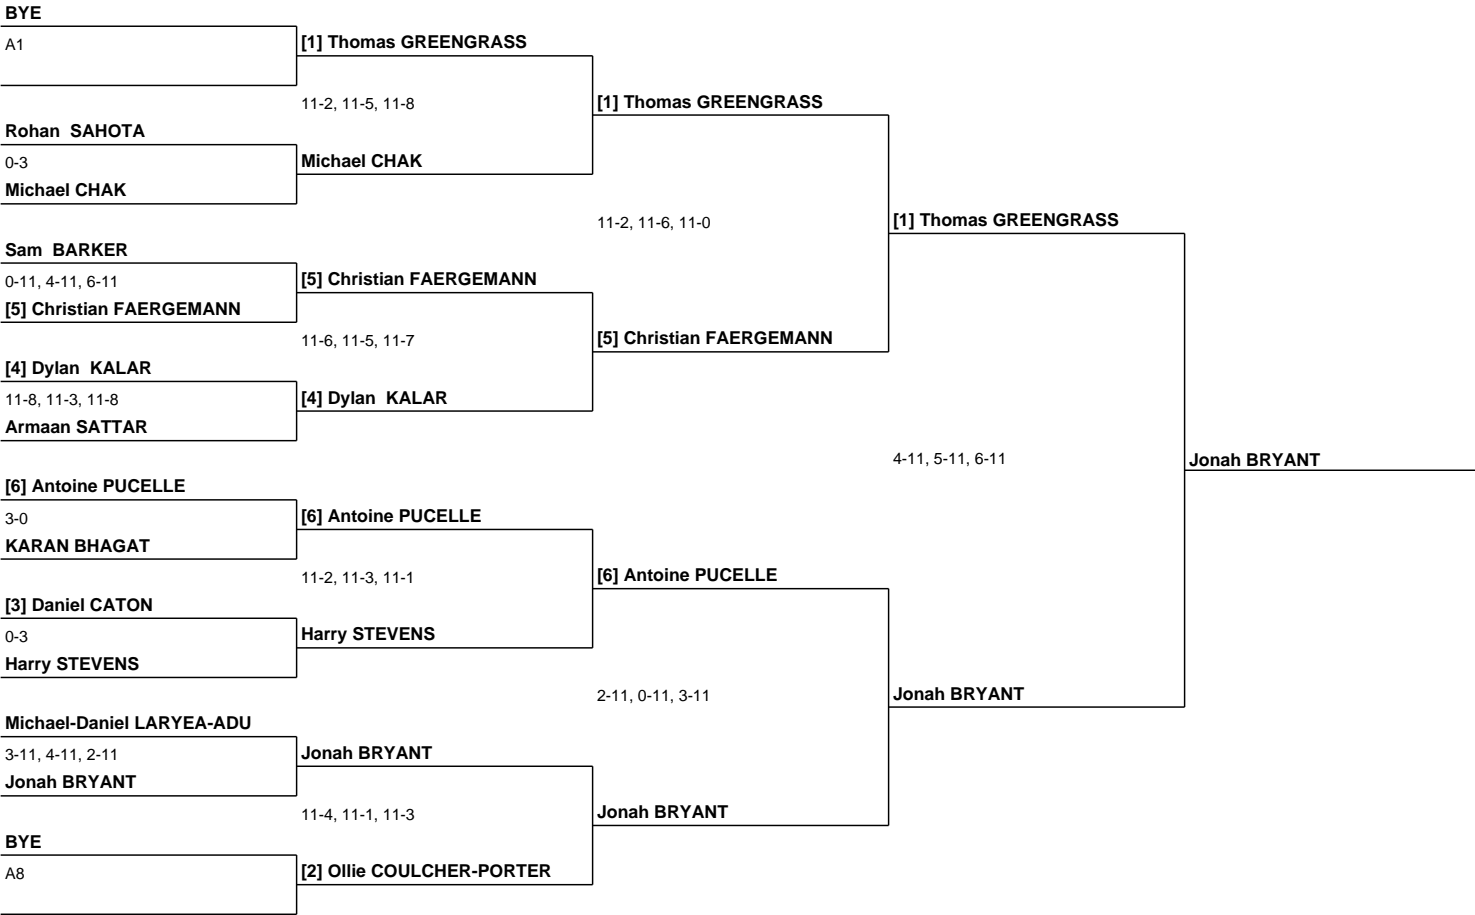 BYE
A1
[1] Thomas GREENGRASS
11-2, 11-5, 11-8
[1] Thomas GREENGRASS
Rohan  SAHOTA
0-3
Michael CHAK
Michael CHAK
11-2, 11-6, 11-0
[1] Thomas GREENGRASS
Sam  BARKER
0-11, 4-11, 6-11
[5] Christian FAERGEMANN
[5] Christian FAERGEMANN
11-6, 11-5, 11-7
[5] Christian FAERGEMANN
[4] Dylan  KALAR
11-8, 11-3, 11-8
[4] Dylan  KALAR
Armaan SATTAR
4-11, 5-11, 6-11
Jonah BRYANT
[6] Antoine PUCELLE
3-0
[6] Antoine PUCELLE
KARAN BHAGAT
11-2, 11-3, 11-1
[6] Antoine PUCELLE
[3] Daniel CATON
0-3
Harry STEVENS
Harry STEVENS
2-11, 0-11, 3-11
Jonah BRYANT
Michael-Daniel LARYEA-ADU
3-11, 4-11, 2-11
Jonah BRYANT
Jonah BRYANT
11-4, 11-1, 11-3
Jonah BRYANT
BYE
A8
[2] Ollie COULCHER-PORTER